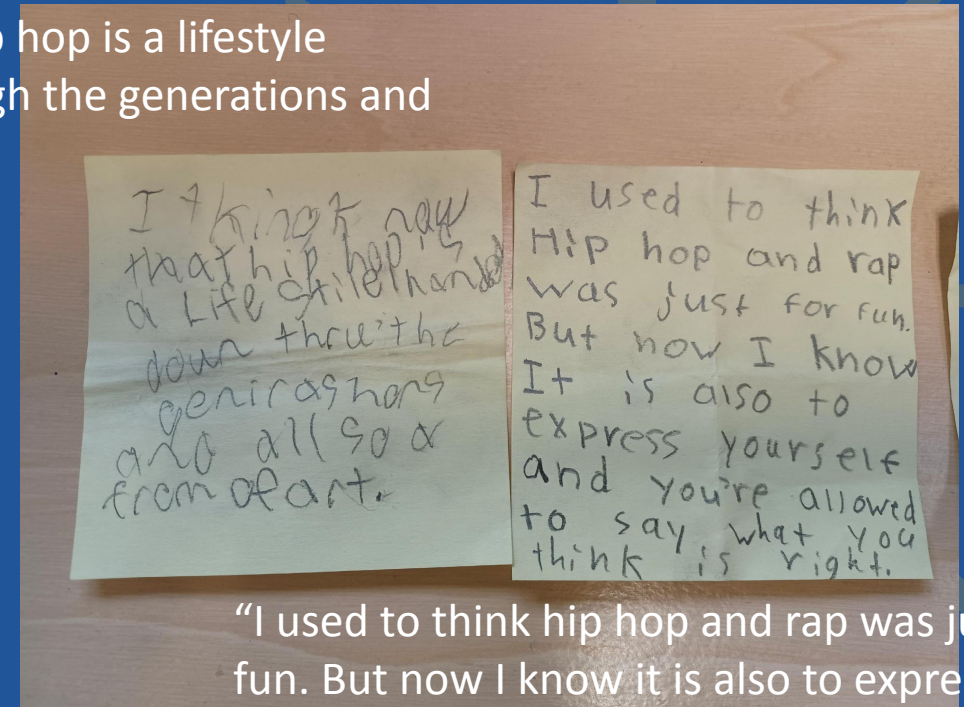 hop is a lifestyle
the generations and
I think now
that hip hop is
a Life stile hand
down thru the
genirashons
and all so a
from of art.
I used to think
Hip hop and rap
was just for fun.
But now I know
It is also to
express yourself
and you're allowed
to say what you
think is right.
“I used to think hip hop and rap was
fun. But now I know it is also to